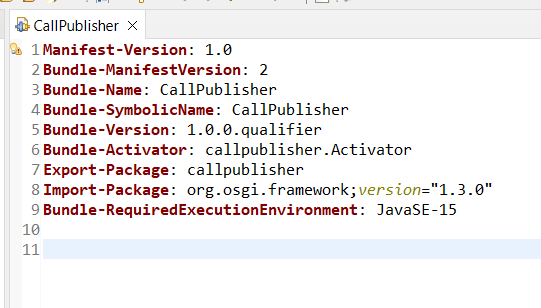 CallPublisher
1 Manifest-Version: 1.0
2 Bundle-ManifestVersion: 2
3 Bundle-Name: CallPublisher
4 Bundle-SymbolicName: CallPublisher
5 Bundle-Version: 1.0.0.qualifier
6 Bundle-Activator: callpublisher.Activator
7 Export-Package: callpublisher
8 Import-Package: org.osgi.framework;version="1.3.0"
9 Bundle-RequiredExecutionEnvironment: JavaSE-15
10
11